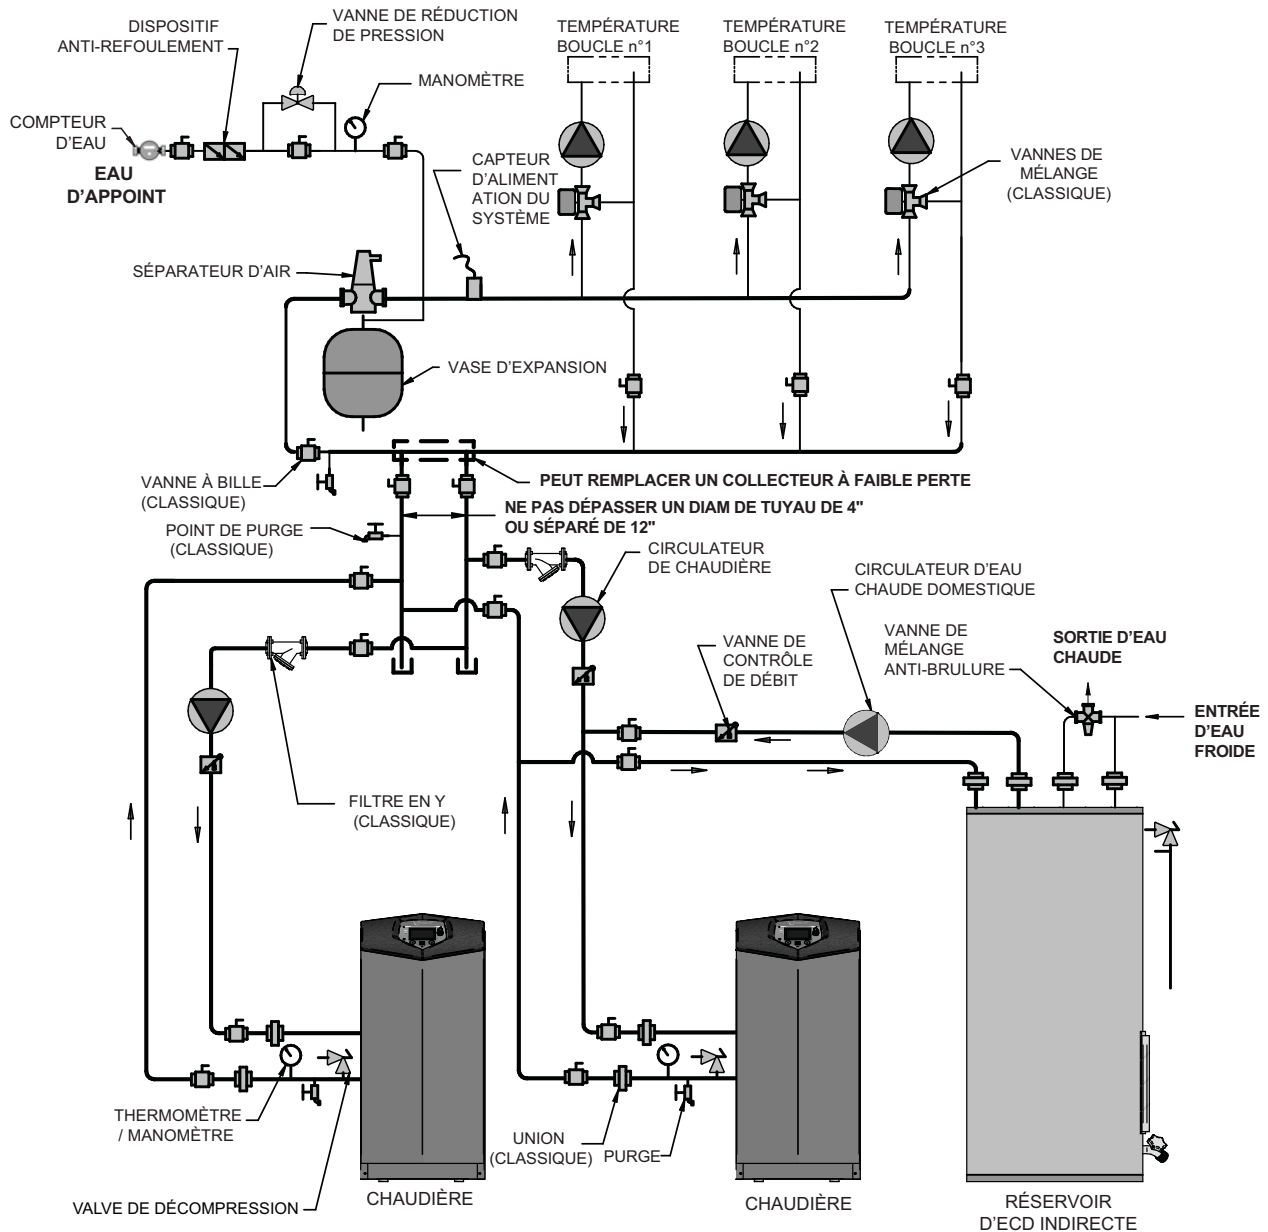 DISPOSITIF
ANTI-REFOULEMENT
VANNE DE RÉDUCTION
DE PRESSION
TEMPÉRATURE
BOUCLE n°1
TEMPÉRATURE
BOUCLE n°2
TEMPÉRATURE
BOUCLE n°3
MANOMÈTRE
COMPTEUR
D'EAU
EAU
D'APPOINT
CAPTEUR
D'ALIMENT
ATION DU
SYSTÈME
VANNES DE
MÉLANGE
(CLASSIQUE)
SÉPARATEUR D'AIR
VASE D'EXPANSION
VANNE À BILLE
(CLASSIQUE)
PEUT REMPLACER UN COLLECTEUR À FAIBLE PERTE
NE PAS DÉPASSER UN DIAM DE TUYAU DE 4"
OU SÉPARÉ DE 12"
POINT DE PURGE
(CLASSIQUE)
CIRCULATEUR
DE CHAUDIÈRE
CIRCULATEUR D'EAU
CHAUDE DOMESTIQUE
VANNE DE
CONTRÔLE
DE DÉBIT
VANNE DE
MÉLANGE
ANTI-BRULURE
SORTIE D'EAU
CHAUDE
ENTRÉE
D'EAU
FROIDE
FILTRE EN Y
(CLASSIQUE)
THERMOMÈTRE
/ MANOMÈTRE
UNION
(CLASSIQUE)
PURGE
VALVE DE DÉCOMPRESSION
CHAUDIÈRE
CHAUDIÈRE
RÉSERVOIR
D'ECD INDIRECTE